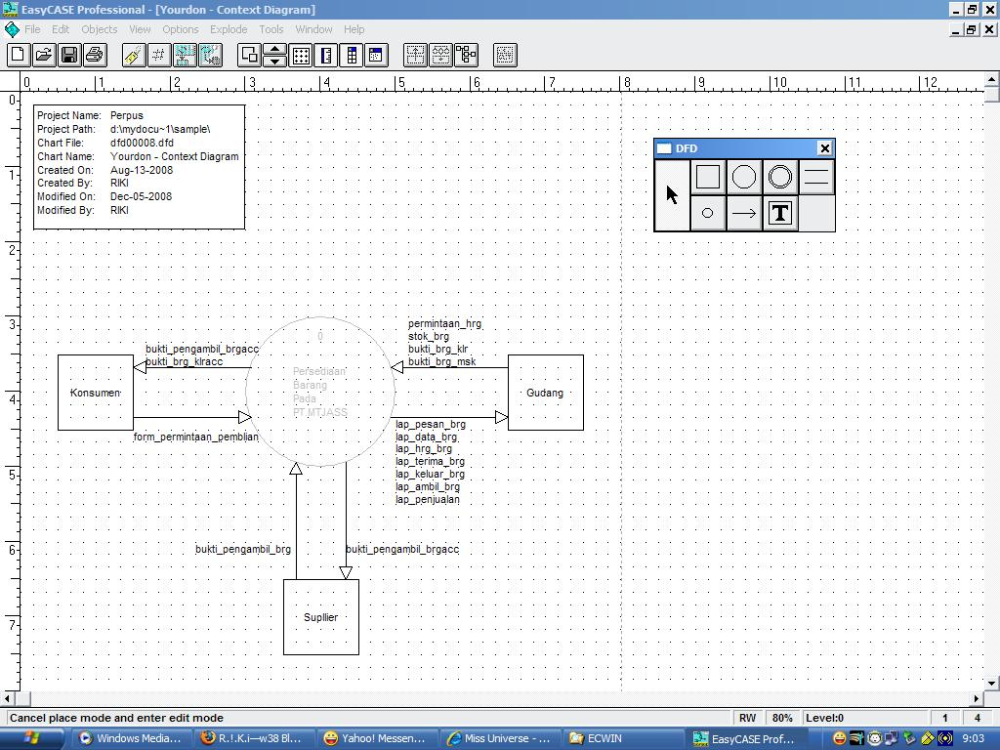 EasyCASE Professional - [Yourdon - Context Diagram]
File Edit Objects View Options Explode Tools Window Help
0 1 2 3 4 5 6 7 8 9 10 11 12
0
1
2
3
4
5
6
7
Project Name: Perpus
Project Path: d:\mydocu~1\sample\
Chart File: dfd00008.dfd
Chart Name: Yourdon - Context Diagram
Created On: Aug-13-2008
Created By: RIKI
Modified On: Dec-05-2008
Modified By: RIKI
DFD
T
permintaan_hrg
stok_brg
bukti_brg_klr
bukti_brg_msk
bukti_pengambil_brgacc
bukti_brg_klracc
0
Persediaan
Barang
Pada
PT.MTJASS
Konsumen
Gudang
form_permintaan_pemblian
lap_pesan_brg
lap_data_brg
lap_hrg_brg
lap_terima_brg
lap_keluar_brg
lap_ambil_brg
lap_penjualan
bukti_pengambil_brg
bukti_pengambil_brgacc
Supllier
Cancel place mode and enter edit mode
RW 80% Level:0 1 4
Windows Media... R.!.K.i—w38 Bl... Yahoo! Messen... Miss Universe - ... ECWIN EasyCASE Prof... 9:03